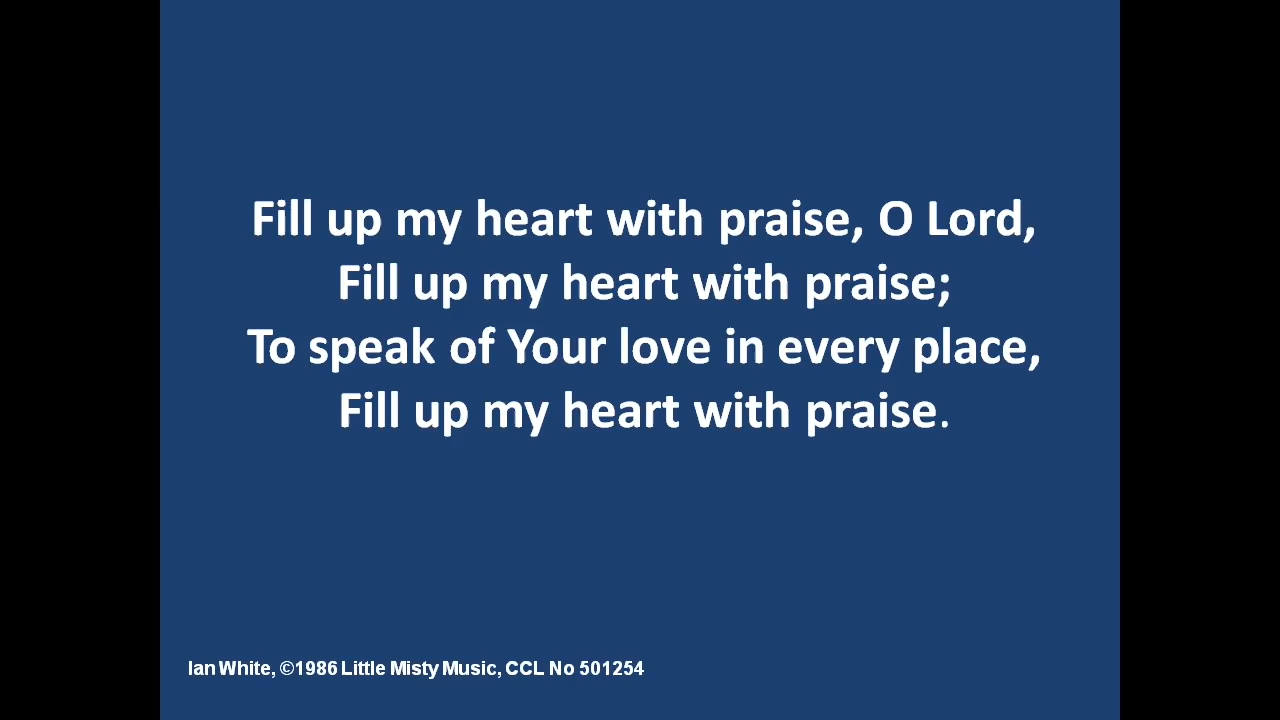 Fill up my heart with praise, O Lord,
Fill up my heart with praise;
To speak of Your love in every place,
Fill up my heart with praise.
Ian White, ©1986 Little Misty Music, CCL No 501254